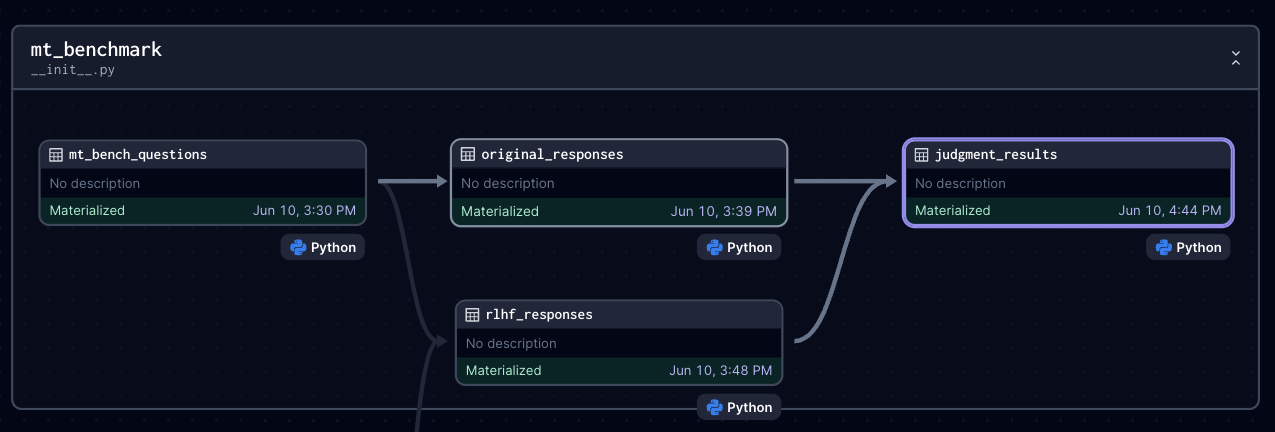 mt_benchmark
__init__.py
mt_bench_questions
No description
Materialized Jun 10, 3:30 PM
Python
original_responses
No description
Materialized Jun 10, 3:39 PM
Python
judgment_results
No description
Materialized Jun 10, 4:44 PM
Python
rlhf_responses
No description
Materialized Jun 10, 3:48 PM
Python